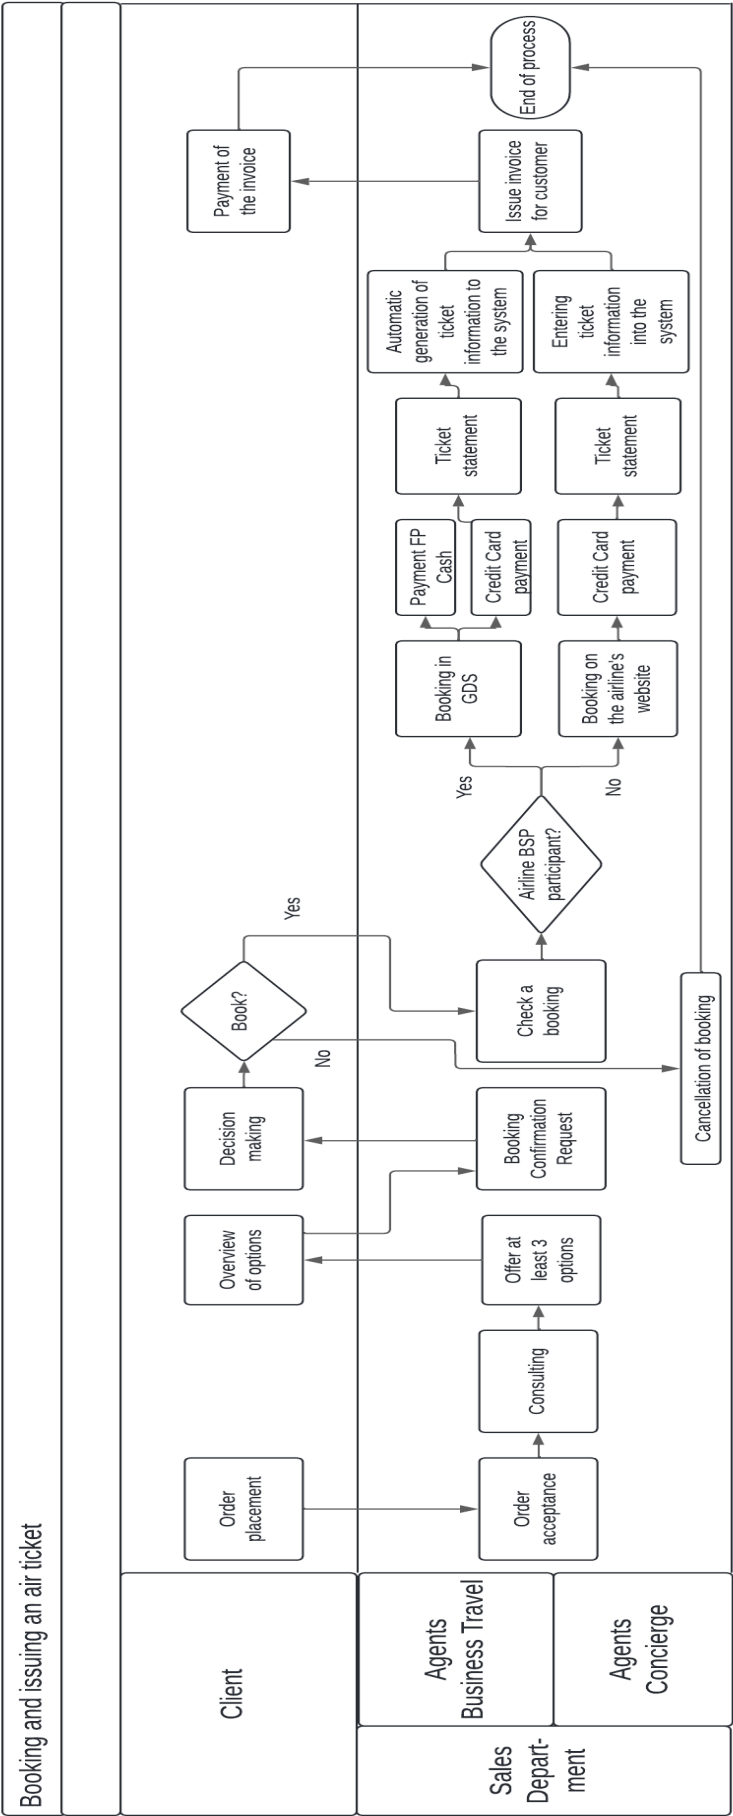 Booking and issuing an air ticket
Client
Sales
Depart-
ment
Agents
Business Travel
Agents
Concierge
Order
placement
Order
acceptance
Consulting
Offer at
least 3
options
Overview
of options
Booking
Confirmation
Request
Decision
making
Book?
Yes
No
Check a
booking
Cancellation of booking
Airline BSP
participant?
Yes
No
Booking in
GDS
Booking on
the airline's
website
Payment FP
Cash
Credit Card
payment
Credit Card
payment
Ticket
statement
Ticket
statement
Automatic
generation of
ticket
information to
the system
Entering
ticket
information
into the
system
Issue invoice
for customer
Payment of
the invoice
End of process